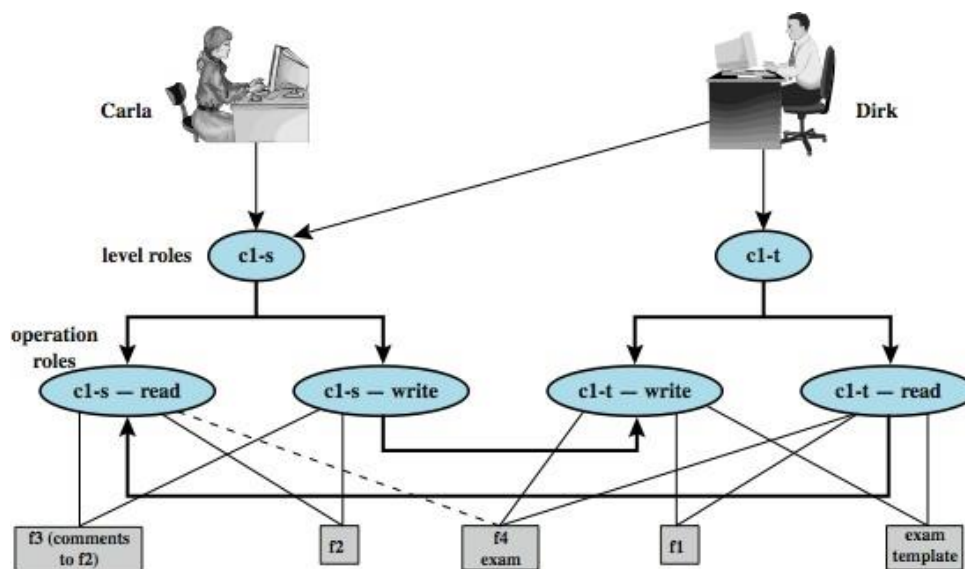 Carla
Dirk
level roles
c1-s
c1-t
operation
roles
c1-s — read
c1-s — write
c1-t — write
c1-t — read
f3 (comments
to f2)
f2
f4
exam
f1
exam
template